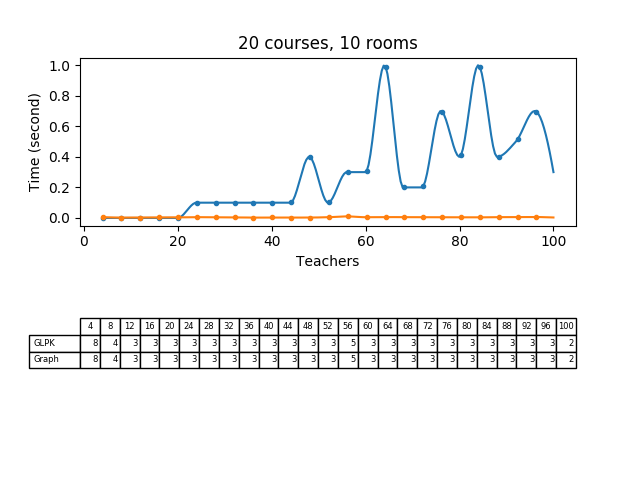 20 courses, 10 rooms
1.0
0.8
0.6
0.4
0.2
0.0
Time (second)
0 20 40 60 80 100
Teachers
4 8 12 16 20 24 28 32 36 40 44 48 52 56 60 64 68 72 76 80 84 88 92 96 100
GLPK 8 4 3 3 3 3 3 3 3 3 3 3 3 5 3 3 3 3 3 3 3 3 3 3 2
Graph 8 4 3 3 3 3 3 3 3 3 3 3 3 5 3 3 3 3 3 3 3 3 3 3 2